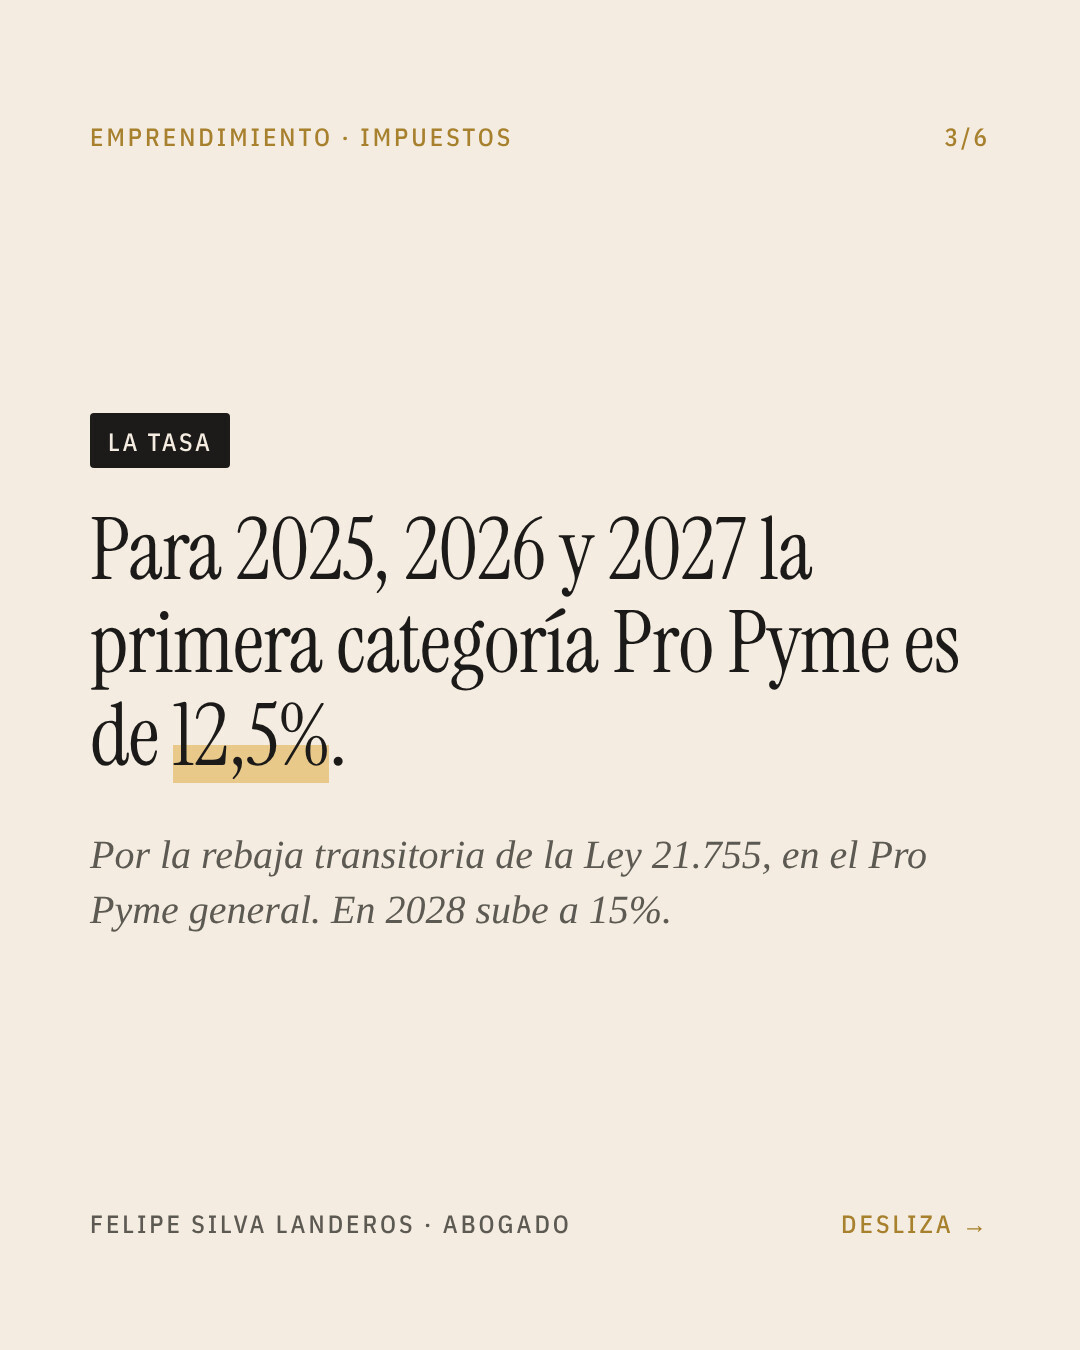 EMPRENDIMIENTO · IMPUESTOS
3/6
LA TASA
Para 2025, 2026 y 2027 la
primera categoría Pro Pyme es
de 12,5%.
Por la rebaja transitoria de la Ley 21.755, en el Pro
Pyme general. En 2028 sube a 15%.
FELIPE SILVA LANDEROS · ABOGADO
DESLIZA →